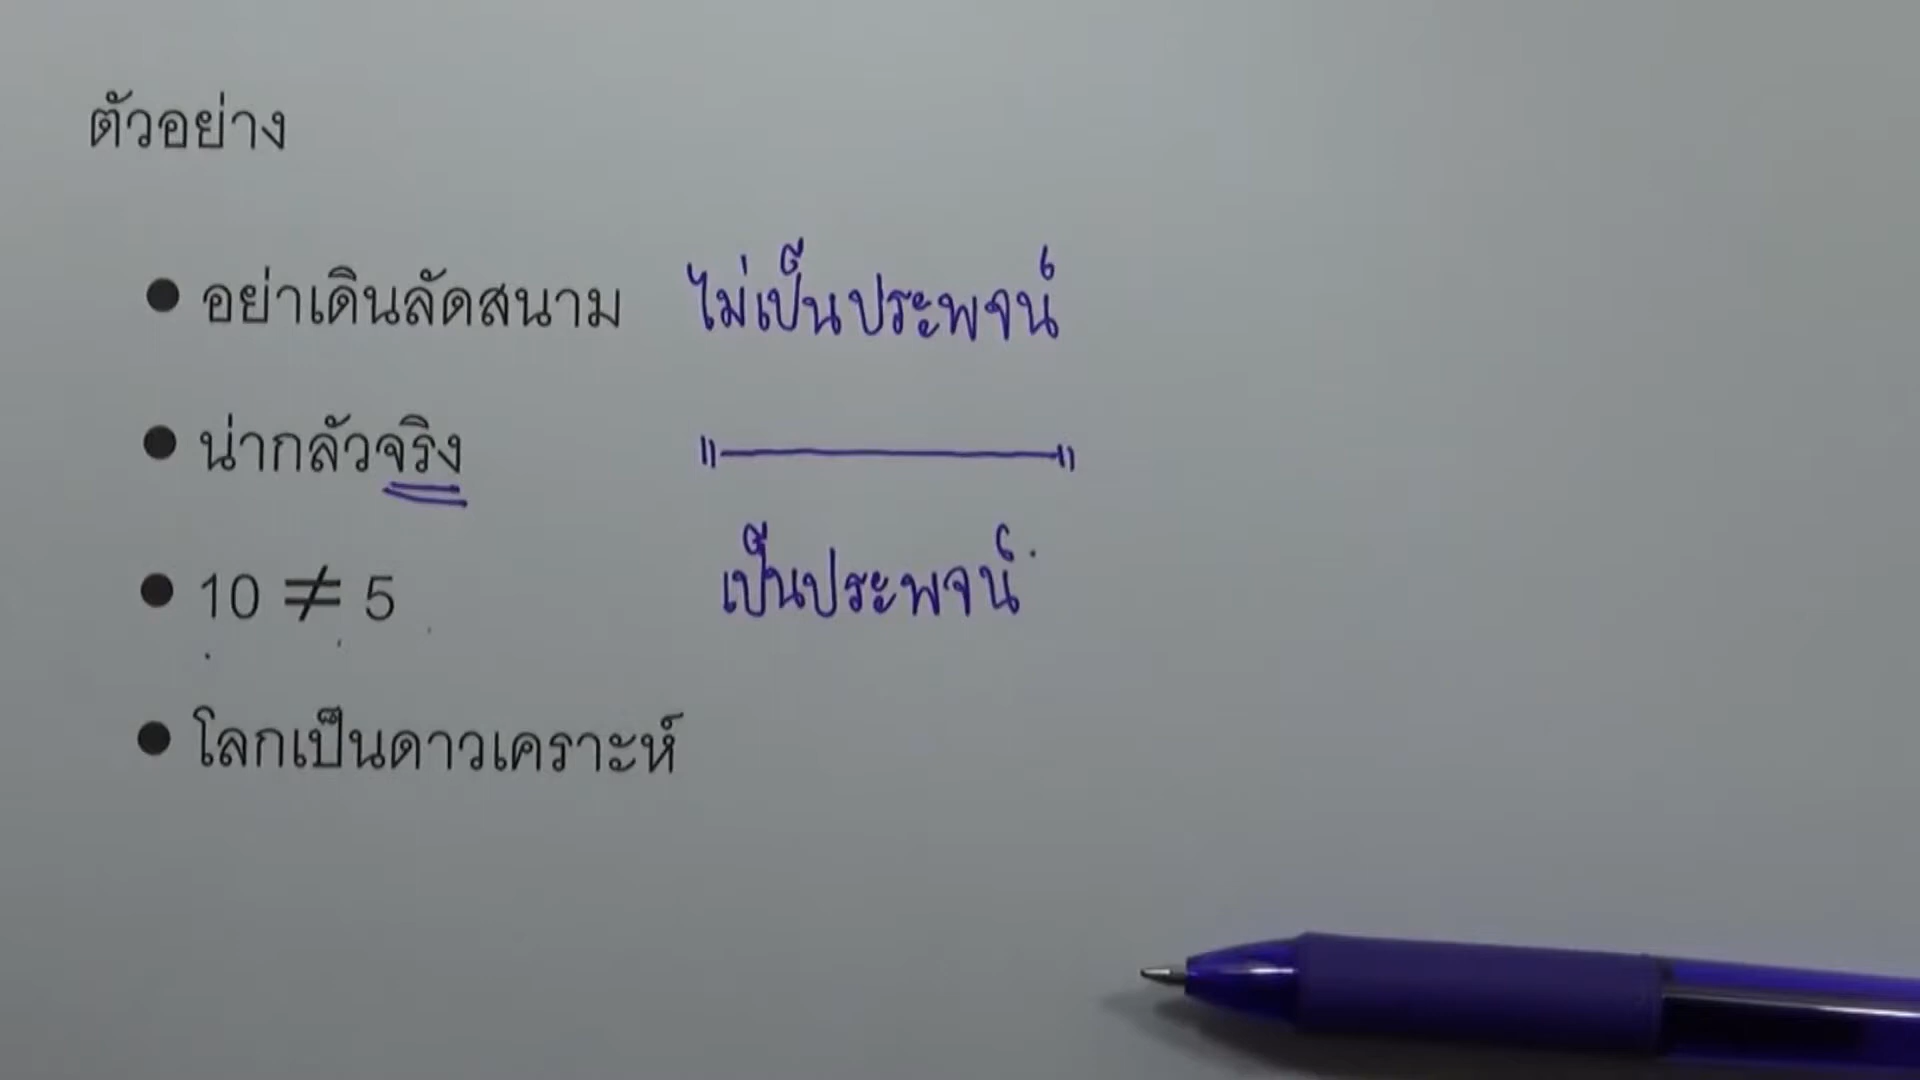 ตัวอย่าง
● อย่าเดินลัดสนาม ไม่เป็นประพจน์
● น่ากลัวจริง "———"
● 10 ≠ 5 เป็นประพจน์
● โลกเป็นดาวเคราะห์